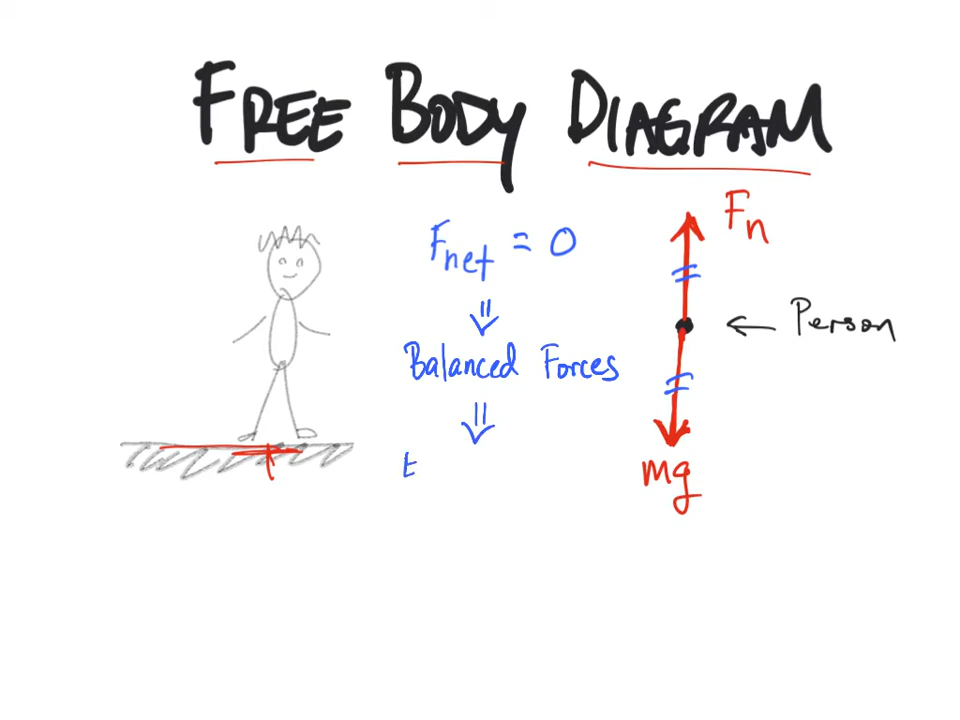 FREE BODY DIAGRAM
Fnet = 0
⇓
Balanced Forces
⇓
t
Fn
← Person
mg